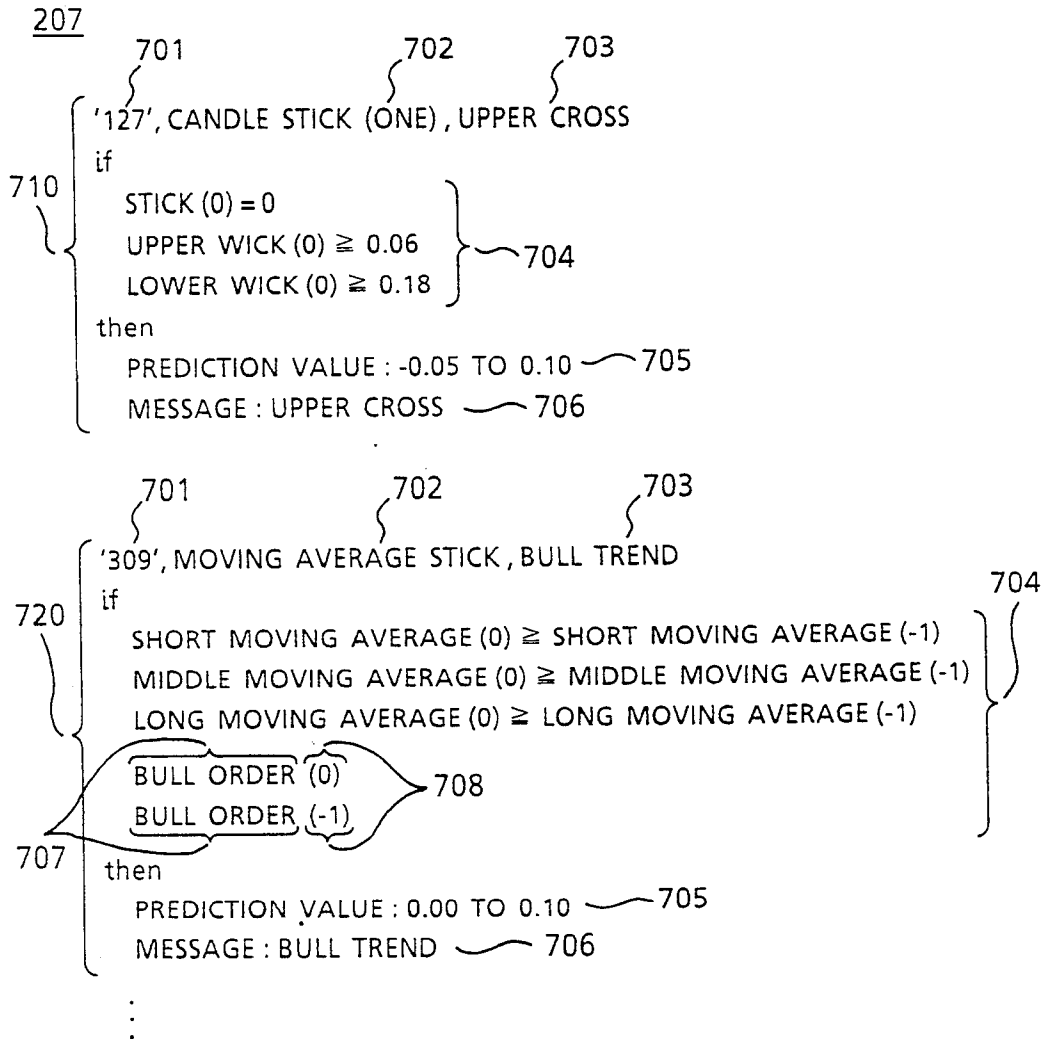 207
701 702 703
'127', CANDLE STICK (ONE), UPPER CROSS
if
710
STICK (0) = 0
UPPER WICK (0) ≧ 0.06
704
LOWER WICK (0) ≧ 0.18
then
PREDICTION VALUE : -0.05 TO 0.10 705
MESSAGE : UPPER CROSS 706
701 702 703
'309', MOVING AVERAGE STICK, BULL TREND
if
704
720
SHORT MOVING AVERAGE (0) ≧ SHORT MOVING AVERAGE (-1)
MIDDLE MOVING AVERAGE (0) ≧ MIDDLE MOVING AVERAGE (-1)
LONG MOVING AVERAGE (0) ≧ LONG MOVING AVERAGE (-1)
BULL ORDER (0)
708
BULL ORDER (-1)
707
then
PREDICTION VALUE : 0.00 TO 0.10 705
MESSAGE : BULL TREND 706